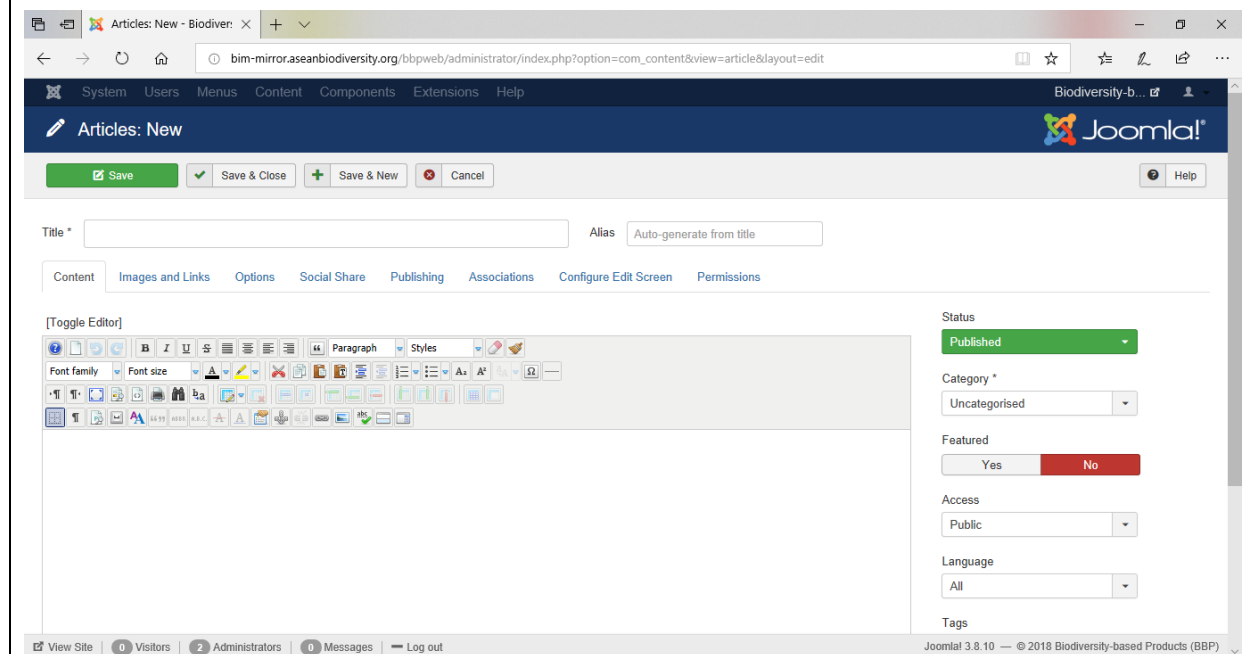 Articles: New - Biodiver:
bim-mirror.aseanbiodiversity.org/bbpweb/administrator/index.php?option=com_content&view=article&layout=edit
System Users Menus Content Components Extensions Help Biodiversity-b...
Articles: New Joomla!®
Save Save & Close Save & New Cancel Help
Title * Alias Auto-generate from title
Content Images and Links Options Social Share Publishing Associations Configure Edit Screen Permissions
[Toggle Editor]
Status
Published
Paragraph Styles
Font family Font size
Category *
Uncategorised
Featured
Yes No
Access
Public
Language
All
Tags
View Site 0 Visitors 2 Administrators 0 Messages Log out Joomla! 3.8.10 — © 2018 Biodiversity-based Products (BBP)